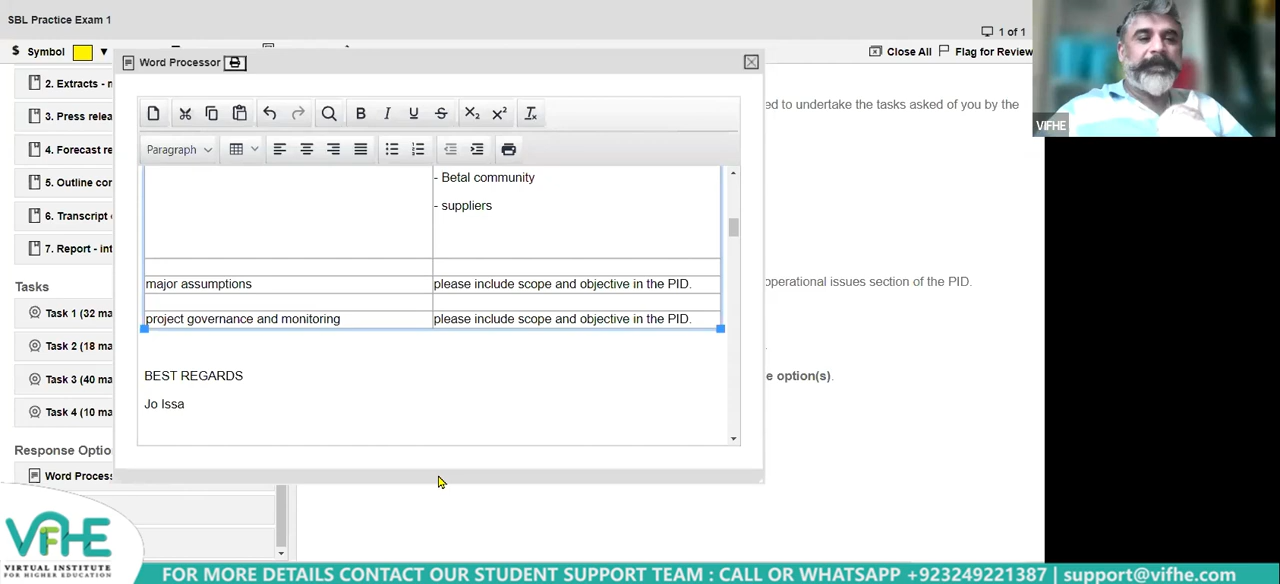 SBL Practice Exam 1
1 of 1
$ Symbol
Close All
Flag for Review
Word Processor
2. Extracts -
3. Press relea
4. Forecast re
5. Outline cor
6. Transcript
7. Report - int
Tasks
Task 1 (32 ma
Task 2 (18 ma
Task 3 (40 ma
Task 4 (10 ma
Response Optio
Word Process
Paragraph
- Betal community
- suppliers
major assumptions
please include scope and objective in the PID.
project governance and monitoring
please include scope and objective in the PID.
BEST REGARDS
Jo Issa
ed to undertake the tasks asked of you by the
operational issues section of the PID.
e option(s).
VIFHE
VIFHE
VIRTUAL INSTITUTE
FOR HIGHER EDUCATION
FOR MORE DETAILS CONTACT OUR STUDENT SUPPORT TEAM : CALL OR WHATSAPP +923249221387 | support@vifhe.com